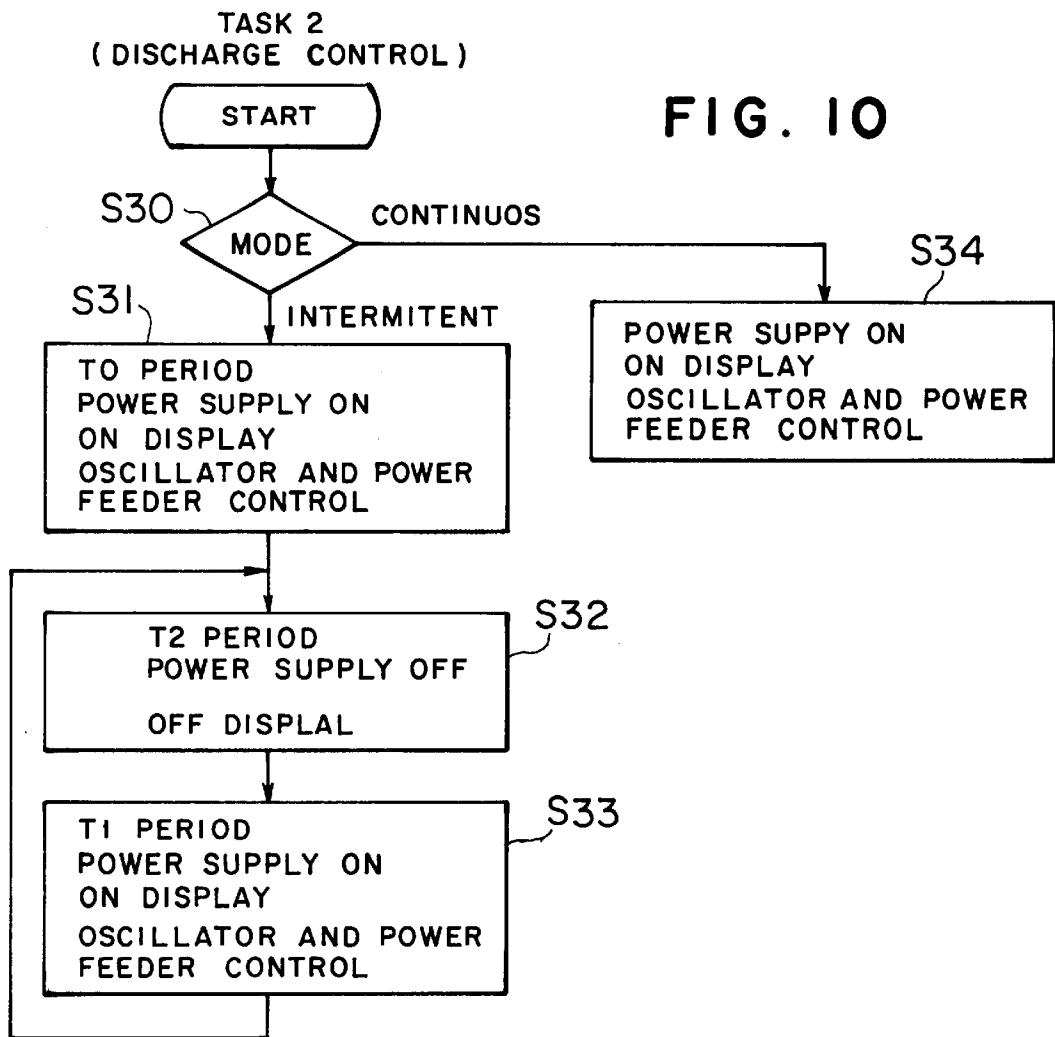 TASK 2
(DISCHARGE CONTROL)
START
FIG. 10
S30
MODE
CONTINUOS
S34
S31
INTERMITENT
POWER SUPPY ON
ON DISPLAY
OSCILLATOR AND POWER
FEEDER CONTROL
TO PERIOD
POWER SUPPLY ON
ON DISPLAY
OSCILLATOR AND POWER
FEEDER CONTROL
S32
T2 PERIOD
POWER SUPPLY OFF
OFF DISPLAL
S33
T1 PERIOD
POWER SUPPLY ON
ON DISPLAY
OSCILLATOR AND POWER
FEEDER CONTROL